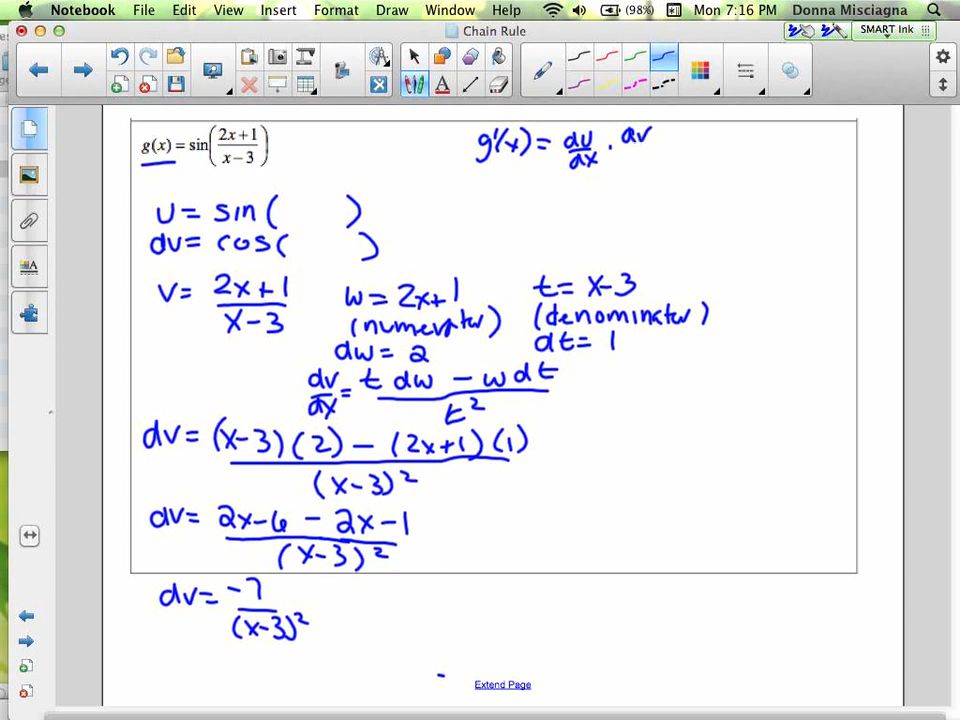 Notebook File Edit View Insert Format Draw Window Help (98%) Mon 7:16 PM Donna Misciagna
Chain Rule
SMART Ink
g(x) = sin((2x+1)/(x−3))
g'(x) = du/dx · dv
u = sin( )
dv = cos( )
v = (2x+1)/(x-3) w = 2x+1 t = x-3
(numerator) (denominator)
dw = 2 dt = 1
dv/dx = (t dw - w dt)/t²
dv = ((x-3)(2) - (2x+1)(1))/(x-3)²
dv = (2x-6 - 2x-1)/(x-3)²
dv = -7/(x-3)²
Extend Page